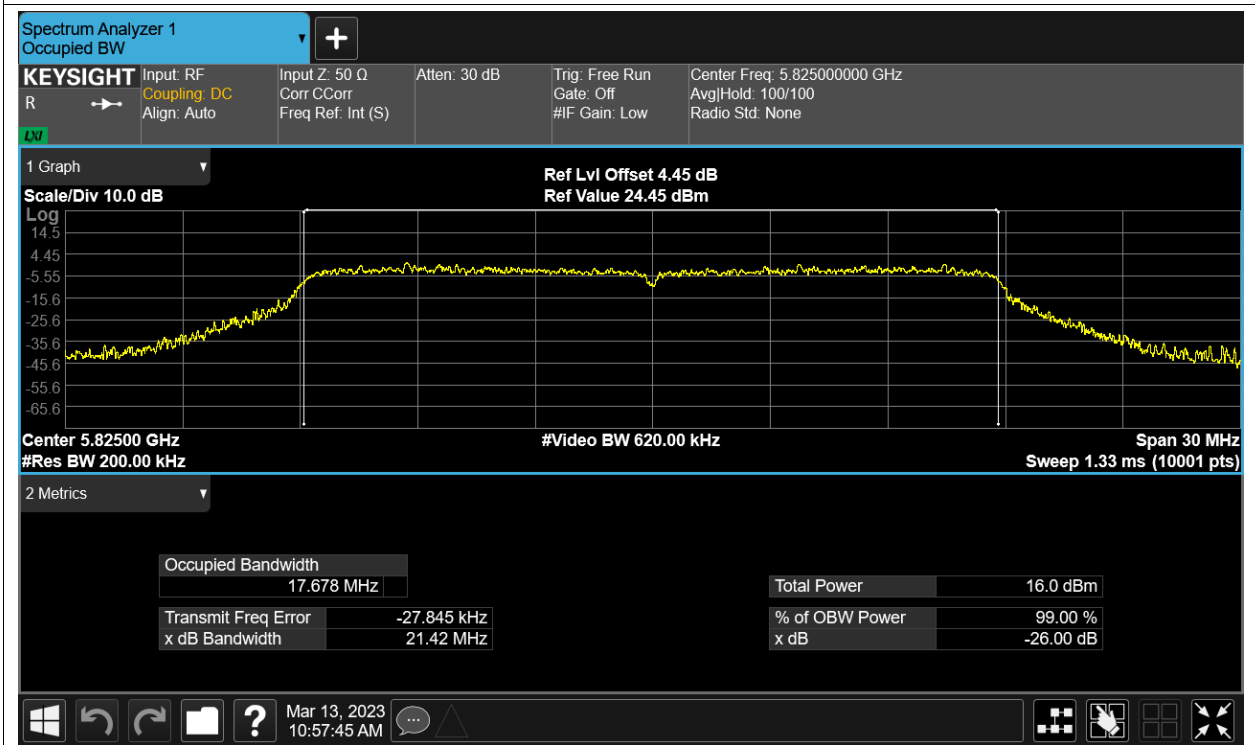 Spectrum Analyzer 1
Occupied BW
KEYSIGHT
R
LXI
Input: RF
Coupling: DC
Align: Auto
Input Z: 50 Ω
Corr CCorr
Freq Ref: Int (S)
Atten: 30 dB
Trig: Free Run
Gate: Off
#IF Gain: Low
Center Freq: 5.825000000 GHz
Avg|Hold: 100/100
Radio Std: None
1 Graph
Scale/Div 10.0 dB
Ref Lvl Offset 4.45 dB
Ref Value 24.45 dBm
Log
14.5
4.45
-5.55
-15.6
-25.6
-35.6
-45.6
-55.6
-65.6
Center 5.82500 GHz
#Video BW 620.00 kHz
Span 30 MHz
#Res BW 200.00 kHz
Sweep 1.33 ms (10001 pts)
2 Metrics
Occupied Bandwidth
17.678 MHz
Total Power 16.0 dBm
Transmit Freq Error -27.845 kHz
% of OBW Power 99.00 %
x dB Bandwidth 21.42 MHz
x dB -26.00 dB
?
Mar 13, 2023
10:57:45 AM